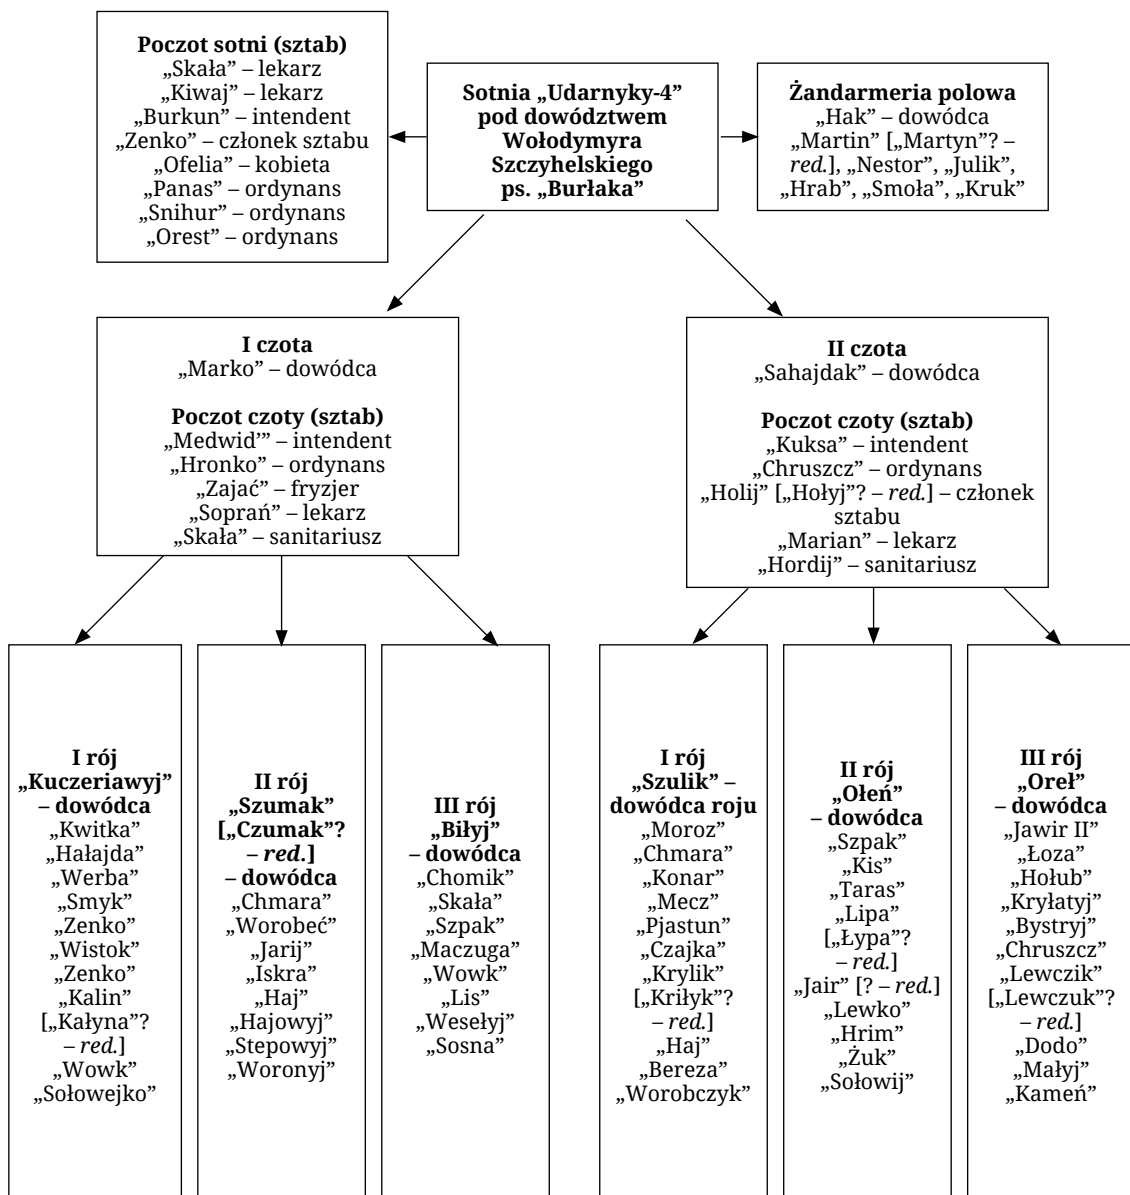 Poczot sotni (sztab)
„Skała” – lekarz
„Kiwaj” – lekarz
„Burkun” – intendent
„Zenko” – członek sztabu
„Ofelia” – kobieta
„Panas” – ordynans
„Snihur” – ordynans
„Orest” – ordynans
Sotnia „Udarnyky-4”
pod dowództwem
Wołodymyra
Szczyhelskiego
ps. „Burłaka”
Żandarmeria polowa
„Hak” – dowódca
„Martin” [„Martyn”? –
red.], „Nestor”, „Julik”,
„Hrab”, „Smoła”, „Kruk”
I czota
„Marko” – dowódca
Poczot czoty (sztab)
„Medwid’” – intendent
„Hronko” – ordynans
„Zajać” – fryzjer
„Soprań” – lekarz
„Skała” – sanitariusz
II czota
„Sahajdak” – dowódca
Poczot czoty (sztab)
„Kuksa” – intendent
„Chruszcz” – ordynans
„Holij” [„Hołyj”? – red.] – członek
sztabu
„Marian” – lekarz
„Hordij” – sanitariusz
I rój
„Kuczeriawyj”
– dowódca
„Kwitka”
„Hałajda”
„Werba”
„Smyk”
„Zenko”
„Wistok”
„Zenko”
„Kalin”
[„Kałyna”?
– red.]
„Wowk”
„Sołowejko”
II rój
„Szumak”
[„Czumak”?
– red.]
– dowódca
„Chmara”
„Worobeć”
„Jarij”
„Iskra”
„Haj”
„Hajowyj”
„Stepowyj”
„Woronyj”
III rój
„Biłyj”
– dowódca
„Chomik”
„Skała”
„Szpak”
„Maczuga”
„Wowk”
„Lis”
„Wesełyj”
„Sosna”
I rój
„Szulik” –
dowódca roju
„Moroz”
„Chmara”
„Konar”
„Mecz”
„Pjastun”
„Czajka”
„Krylik”
[„Kriłyk”?
– red.]
„Haj”
„Bereza”
„Worobczyk”
II rój
„Ołeń”
– dowódca
„Szpak”
„Kis”
„Taras”
„Lipa”
[„Łypa”?
– red.]
„Jair” [? – red.]
„Lewko”
„Hrim”
„Żuk”
„Sołowij”
III rój
„Oreł”
– dowódca
„Jawir II”
„Łoza”
„Hołub”
„Kryłatyj”
„Bystryj”
„Chruszcz”
„Lewczik”
[„Lewczuk”?
– red.]
„Dodo”
„Małyj”
„Kameń”